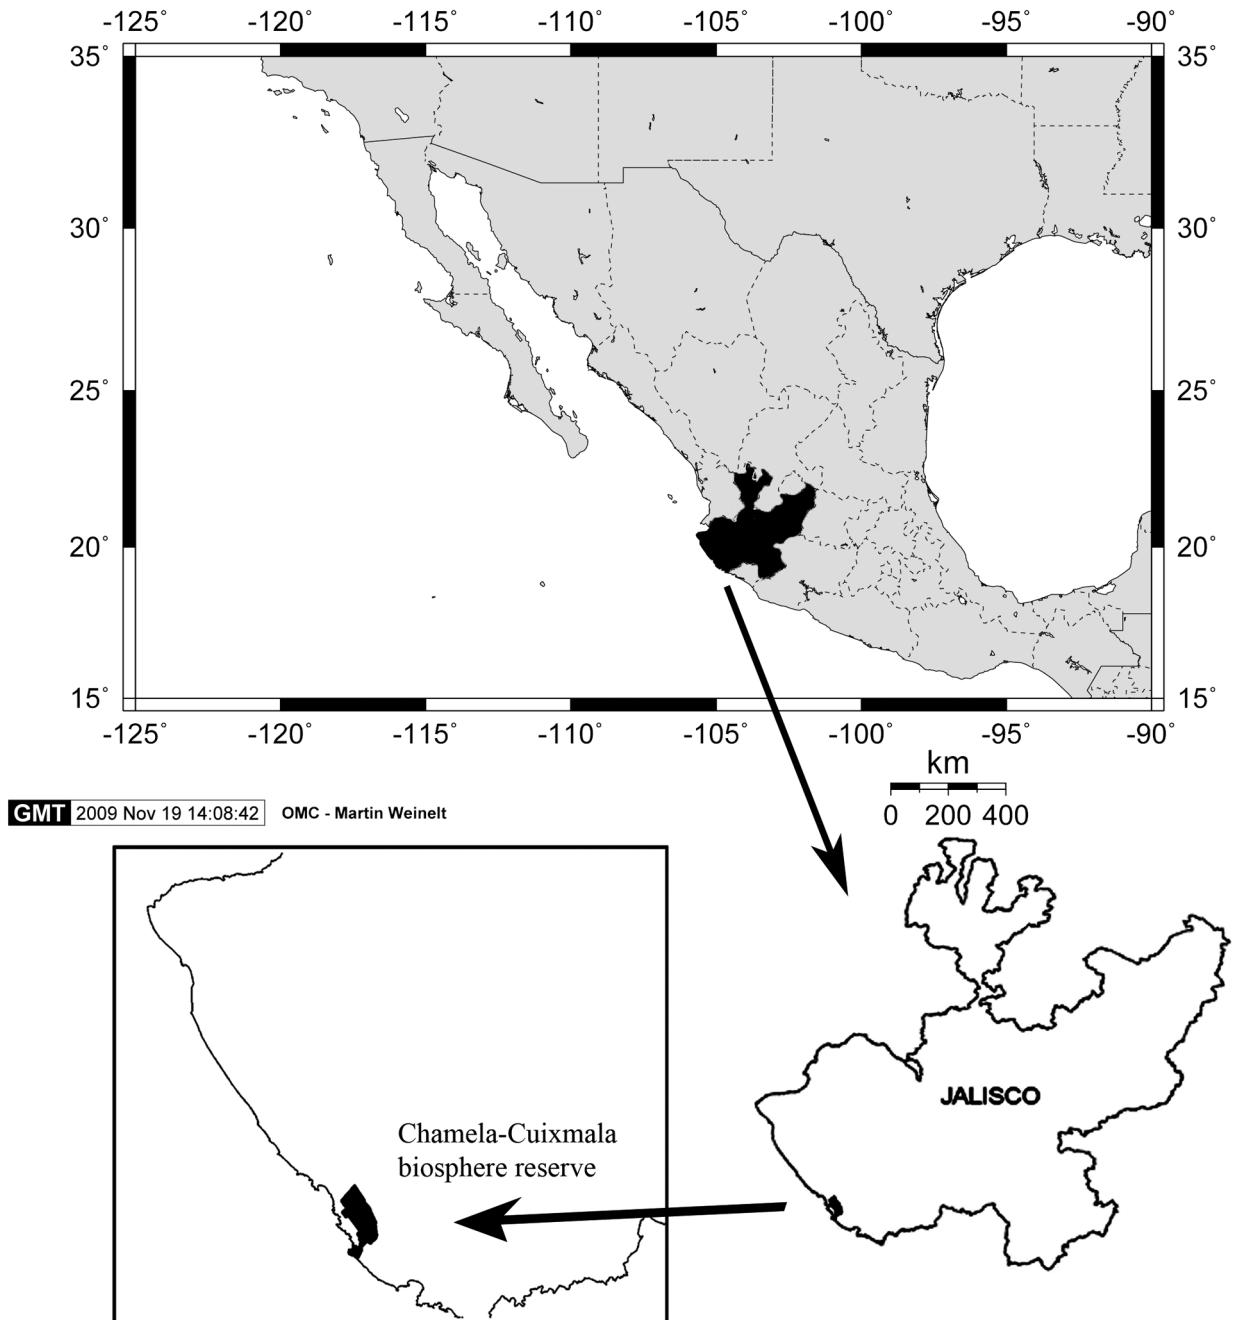 -125° -120° -115° -110° -105° -100° -95° -90°
35° 35°
30° 30°
25° 25°
20° 20°
15° 15°
-125° -120° -115° -110° -105° -100° -95° -90°
km
0 200 400
GMT 2009 Nov 19 14:08:42 OMC - Martin Weinelt
JALISCO
Chamela-Cuixmala
biosphere reserve